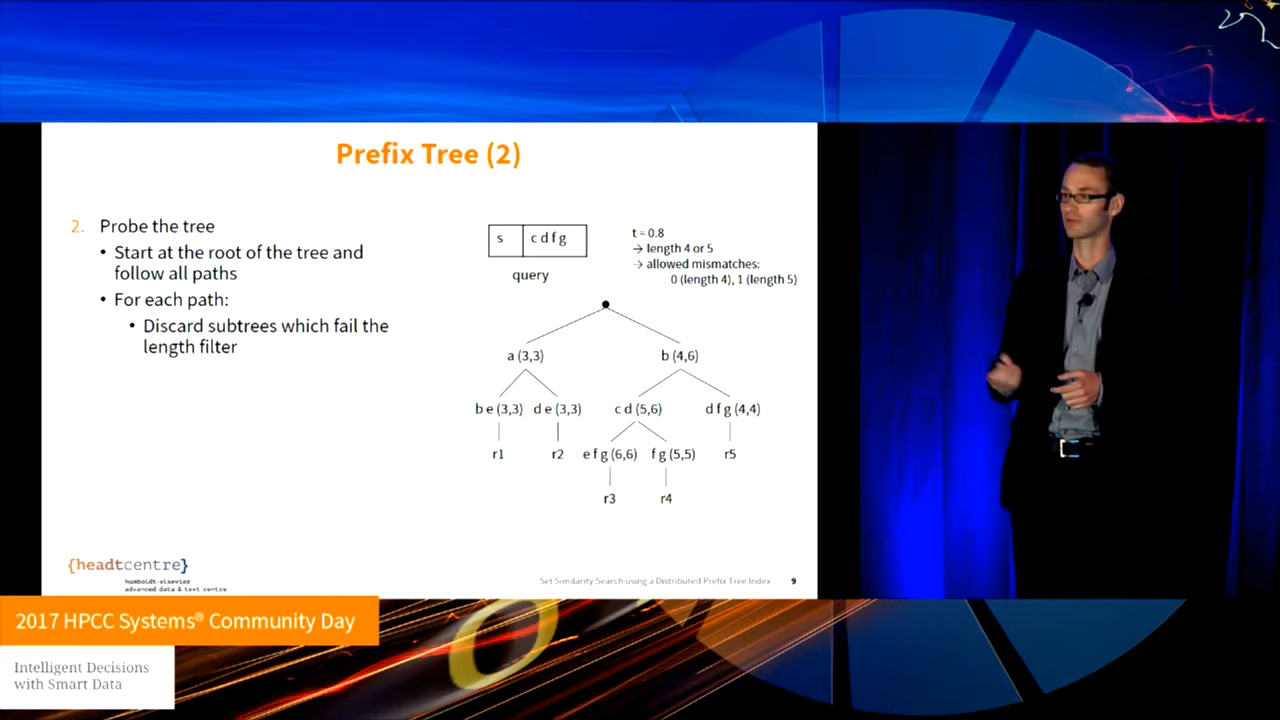 Prefix Tree (2)
2. Probe the tree
• Start at the root of the tree and
follow all paths
• For each path:
• Discard subtrees which fail the
length filter
s c d f g
query
t = 0.8
→ length 4 or 5
→ allowed mismatches:
0 (length 4), 1 (length 5)
a (3,3) b (4,6)
b e (3,3) d e (3,3) c d (5,6) d f g (4,4)
r1 r2 e f g (6,6) f g (5,5) r5
r3 r4
{headtcentre}
humboldt-elsevier
advanced data & text centre
Set Similarity Search using a Distributed Prefix Tree Index 9
2017 HPCC Systems® Community Day
Intelligent Decisions
with Smart Data